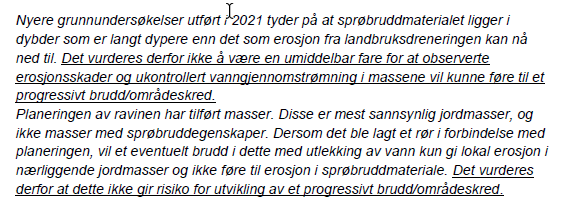 Nyere grunnundersøkelser utført i 2021 tyder på at sprøbruddmaterialet ligger i
dybder som er langt dypere enn det som erosjon fra landbruksdreneringen kan nå
ned til. Det vurderes derfor ikke å være en umiddelbar fare for at observerte
erosjonsskader og ukontrollert vanngjennomstrømning i massene vil kunne føre til et
progressivt brudd/områdeskred.
Planeringen av ravinen har tilført masser. Disse er mest sannsynlig jordmasser, og
ikke masser med sprøbruddegenskaper. Dersom det ble lagt et rør i forbindelse med
planeringen, vil et eventuelt brudd i dette med utlekking av vann kun gi lokal erosjon i
nærliggende jordmasser og ikke føre til erosjon i sprøbruddmateriale. Det vurderes
derfor at dette ikke gir risiko for utvikling av et progressivt brudd/områdeskred.